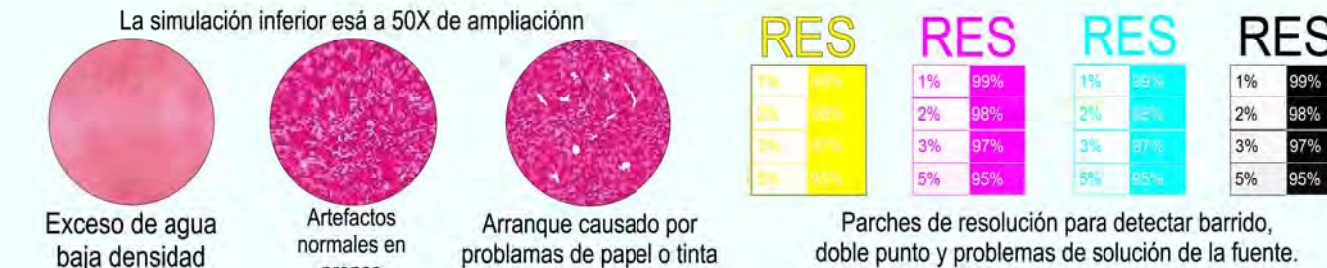 La simulación inferior esá a 50X de ampliaciónn
RES RES RES RES
1% 99% 1% 99% 1% 99% 1% 99%
2% 98% 2% 98% 2% 98% 2% 98%
3% 97% 3% 97% 3% 97% 3% 97%
5% 95% 5% 95% 5% 95% 5% 95%
Exceso de agua
baja densidad
Artefactos
normales en
Arranque causado por
problamas de papel o tinta
Parches de resolución para detectar barrido,
doble punto y problemas de solución de la fuente.